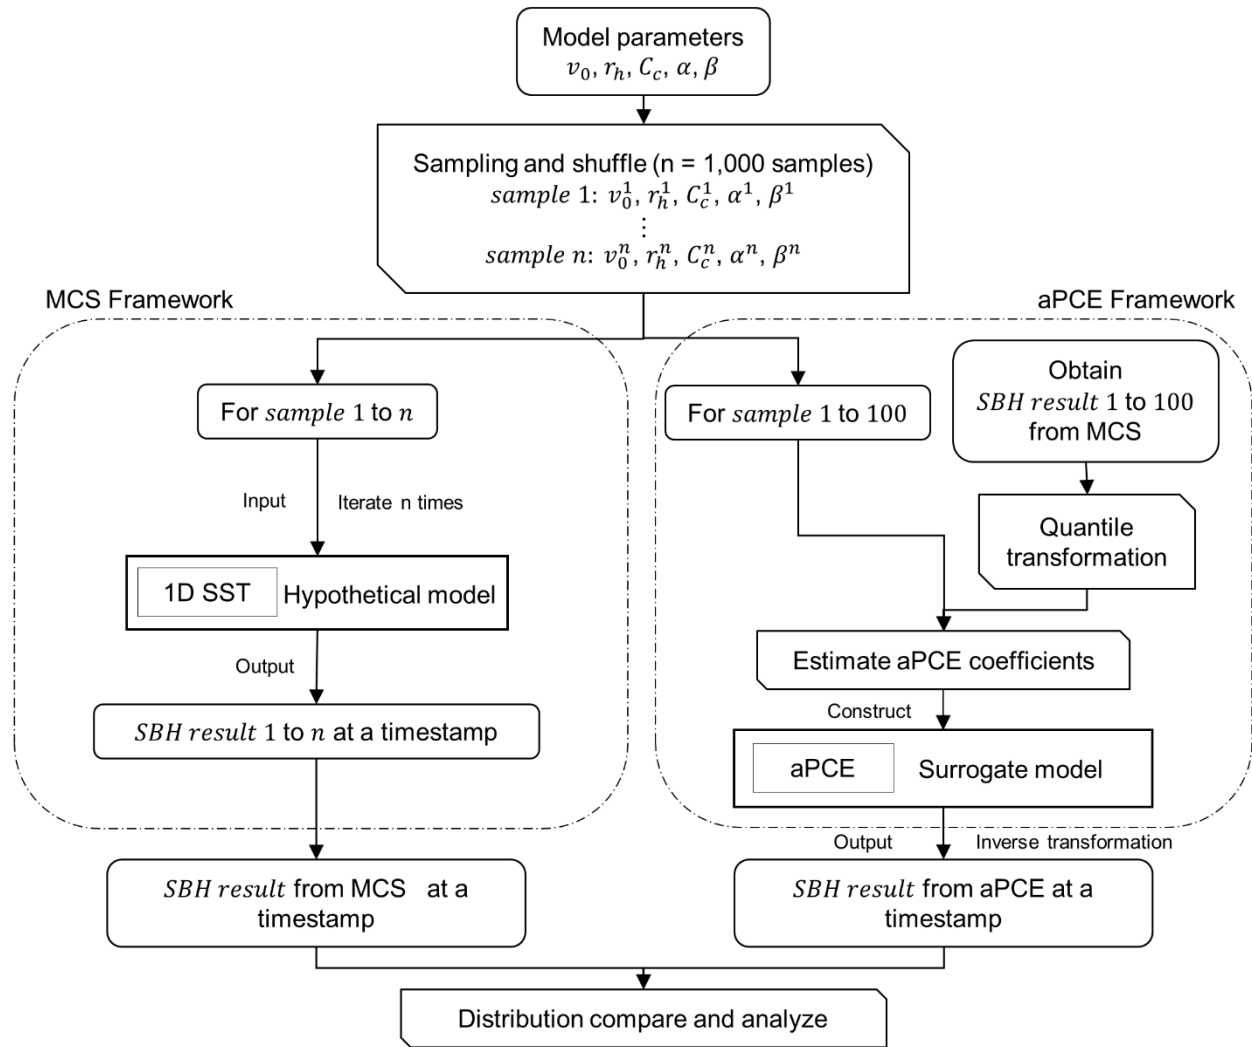 Model parameters
𝑣₀, 𝑟ₕ, 𝐶_c, 𝛼, 𝛽
Sampling and shuffle (n = 1,000 samples)
sample 1: 𝑣₀¹, 𝑟ₕ¹, 𝐶_c¹, 𝛼¹, 𝛽¹
⋮
sample n: 𝑣₀ⁿ, 𝑟ₕⁿ, 𝐶_cⁿ, 𝛼ⁿ, 𝛽ⁿ
MCS Framework
For sample 1 to n
Input
Iterate n times
1D SST
Hypothetical model
Output
SBH result 1 to n at a timestamp
SBH result from MCS at a
timestamp
aPCE Framework
For sample 1 to 100
Obtain
SBH result 1 to 100
from MCS
Quantile
transformation
Estimate aPCE coefficients
Construct
aPCE
Surrogate model
Output
Inverse transformation
SBH result from aPCE at a
timestamp
Distribution compare and analyze